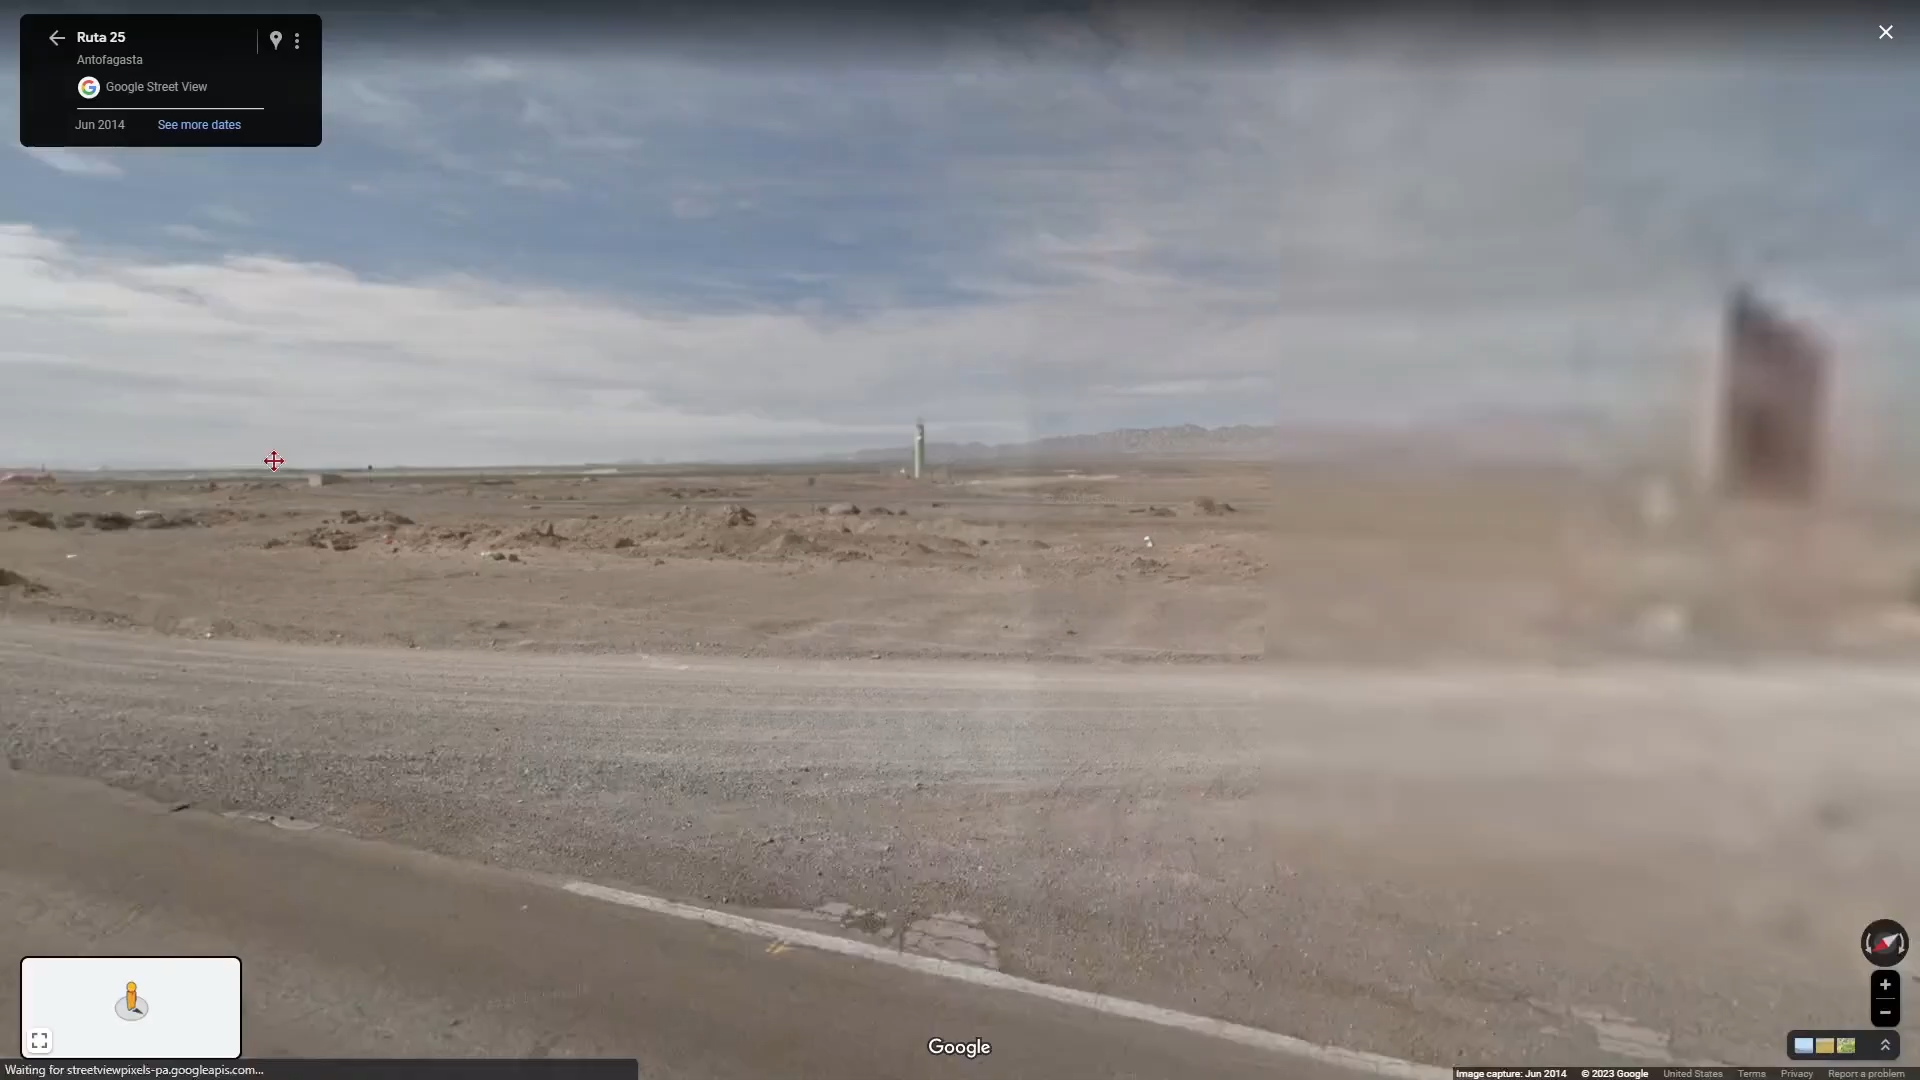 Ruta 25
Antofagasta
Google Street View
Jun 2014 See more dates
Google
Waiting for streetviewpixels-pa.googleapis.com...
Image capture: Jun 2014 © 2023 Google United States Terms Privacy Report a problem